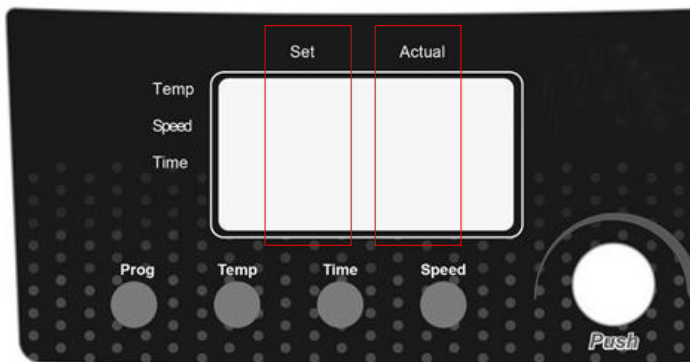 Set Actual
Temp
Speed
Time
Prog Temp Time Speed
Push